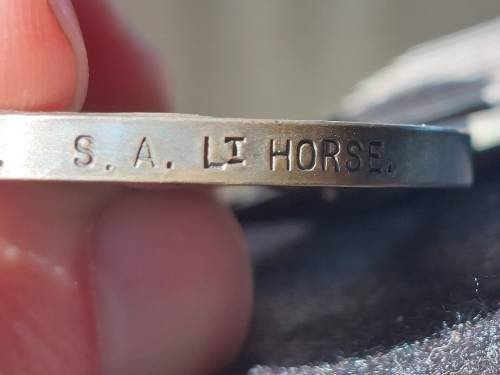 . S. A. LT HORSE.